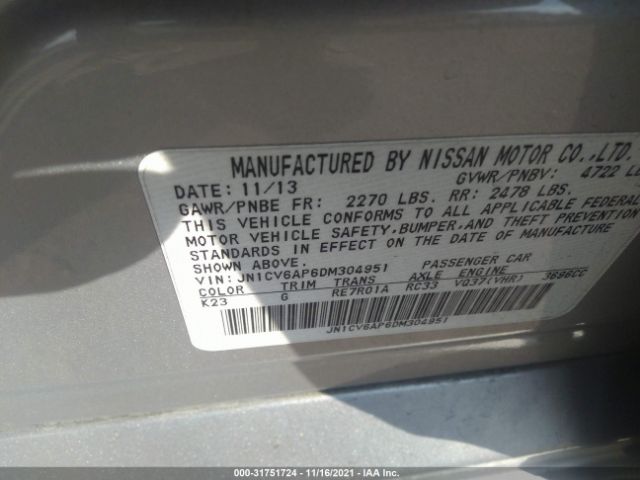 MANUFACTURED BY NISSAN MOTOR CO.,LTD.
DATE: 11/13 GVWR/PNBV: 4722 LB
GAWR/PNBE FR: 2270 LBS. RR: 2478 LBS.
THIS VEHICLE CONFORMS TO ALL APPLICABLE FEDERAL
MOTOR VEHICLE SAFETY,BUMPER,AND THEFT PREVENTION
STANDARDS IN EFFECT ON THE DATE OF MANUFACTURE
SHOWN ABOVE.
VIN: JN1CV6AP6DM304951 PASSENGER CAR
COLOR TRIM TRANS AXLE ENGINE
K23 G RE7R01A RC33 VQ37(VHR) 3696CC
JN1CV6AP6DM304951
000-31751724 - 11/16/2021 - IAA Inc.